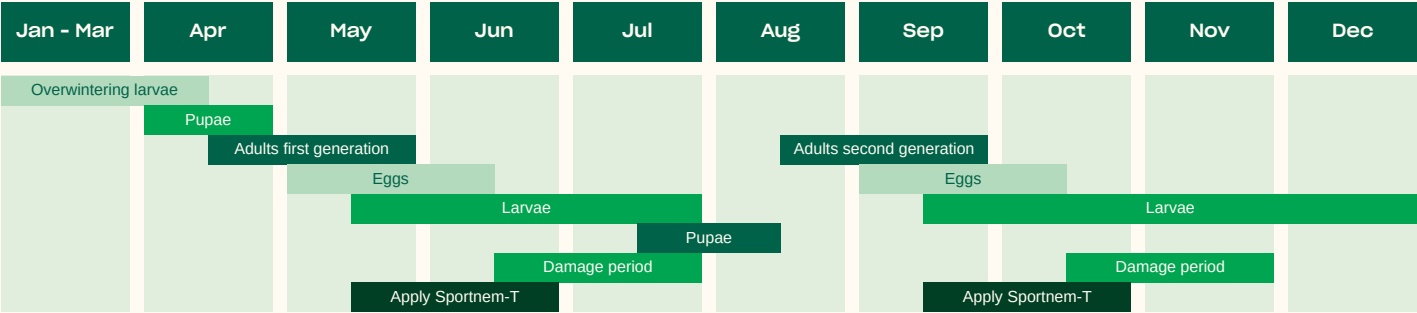 Jan - Mar Apr May Jun Jul Aug Sep Oct Nov Dec
Overwintering larvae
Pupae
Adults first generation Adults second generation
Eggs Eggs
Larvae Larvae
Pupae
Damage period Damage period
Apply Sportnem-T Apply Sportnem-T